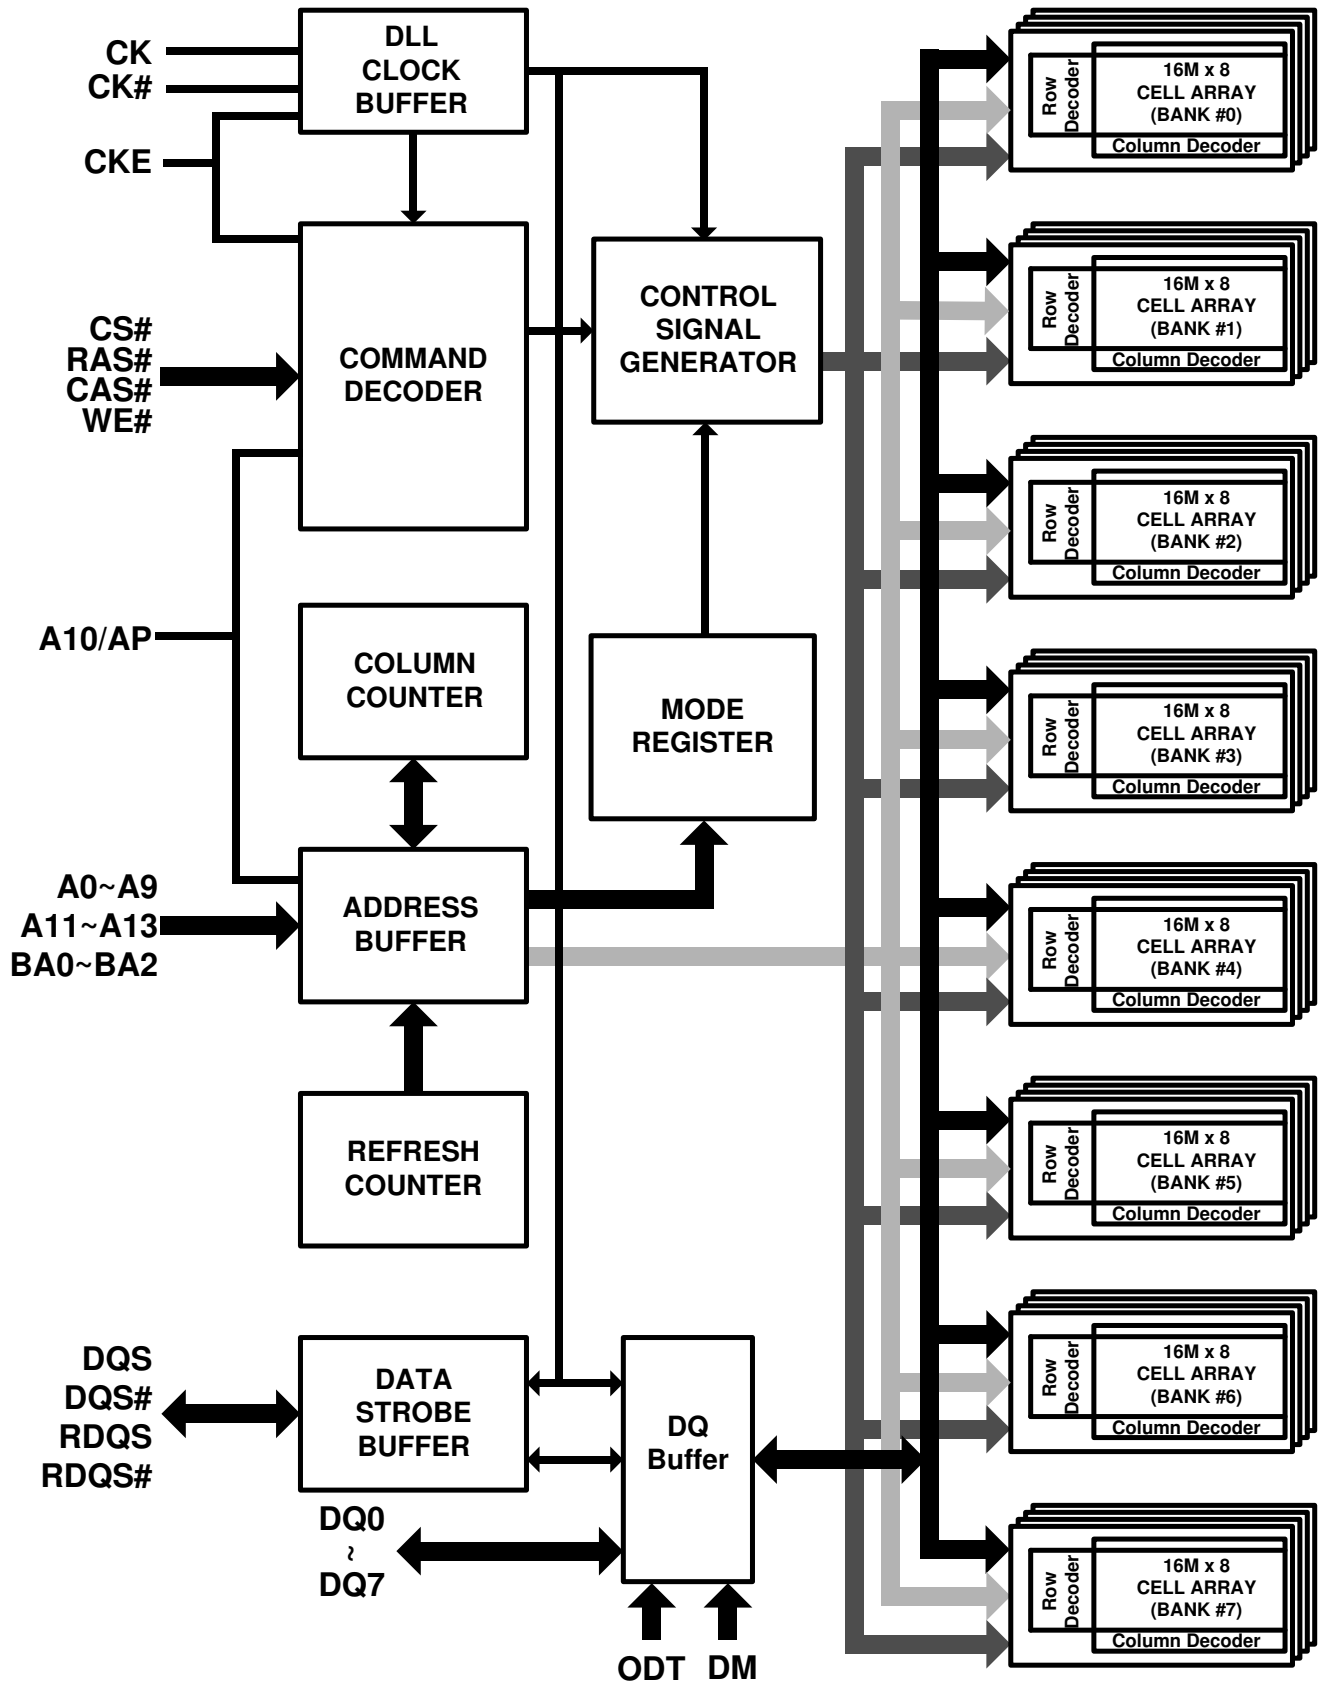 CK
CK#
CKE
CS#
RAS#
CAS#
WE#
A10/AP
A0~A9
A11~A13
BA0~BA2
DQS
DQS#
RDQS
RDQS#
DQ0
~
DQ7
DLL
CLOCK
BUFFER
COMMAND
DECODER
COLUMN
COUNTER
ADDRESS
BUFFER
REFRESH
COUNTER
DATA
STROBE
BUFFER
CONTROL
SIGNAL
GENERATOR
MODE
REGISTER
DQ
Buffer
ODT
DM
Row
Decoder
16M x 8
CELL ARRAY
(BANK #0)
Column Decoder
Row
Decoder
16M x 8
CELL ARRAY
(BANK #1)
Column Decoder
Row
Decoder
16M x 8
CELL ARRAY
(BANK #2)
Column Decoder
Row
Decoder
16M x 8
CELL ARRAY
(BANK #3)
Column Decoder
Row
Decoder
16M x 8
CELL ARRAY
(BANK #4)
Column Decoder
Row
Decoder
16M x 8
CELL ARRAY
(BANK #5)
Column Decoder
Row
Decoder
16M x 8
CELL ARRAY
(BANK #6)
Column Decoder
Row
Decoder
16M x 8
CELL ARRAY
(BANK #7)
Column Decoder